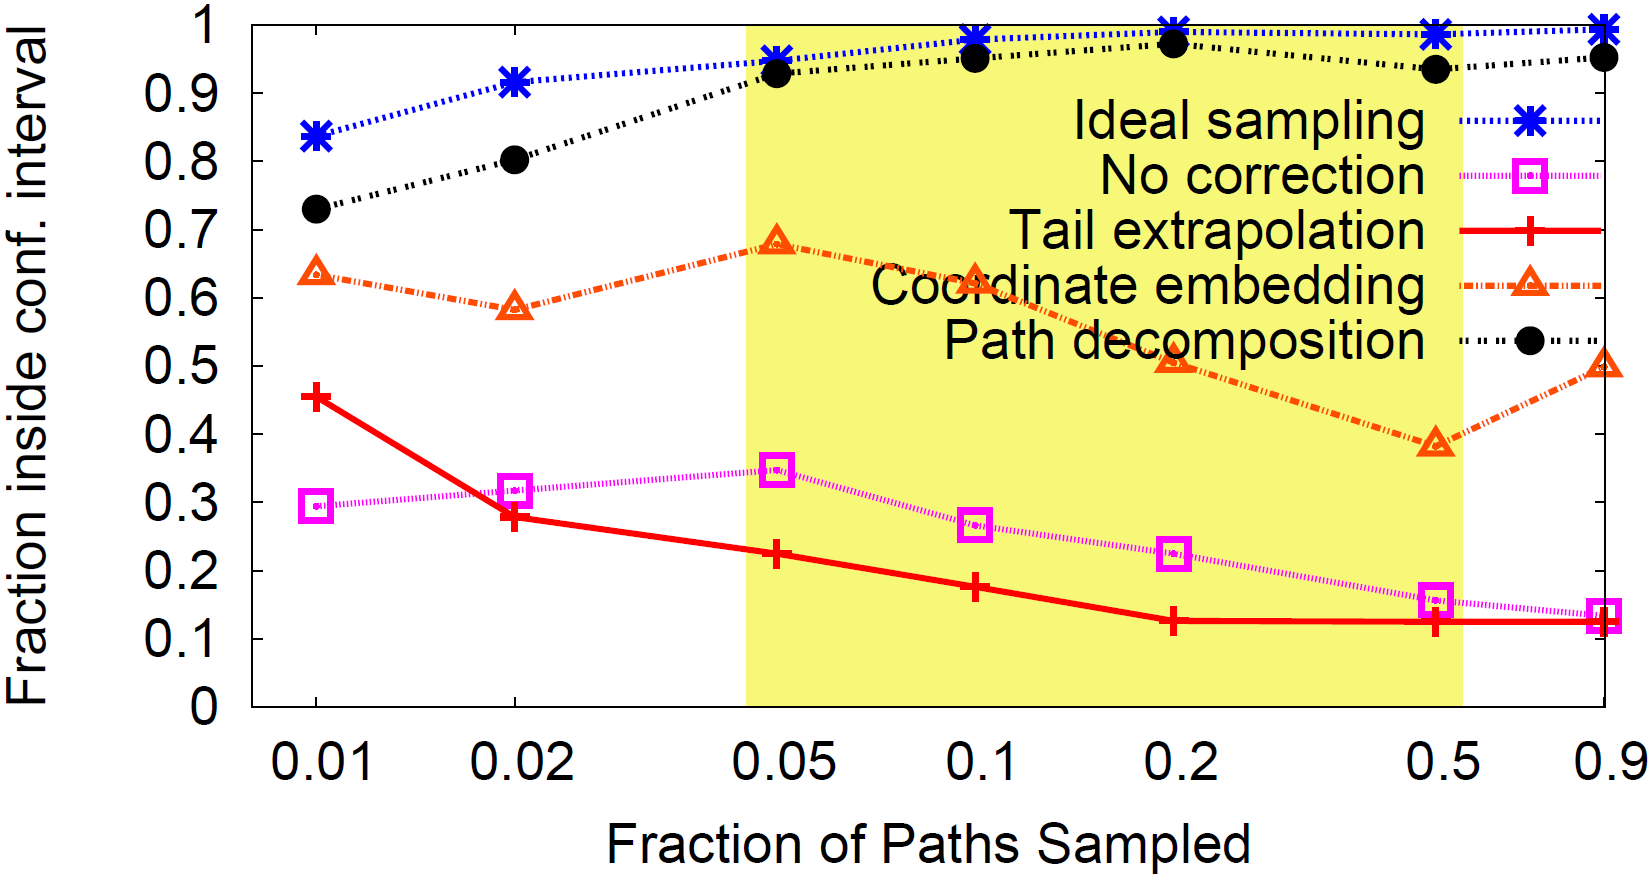 Fraction inside conf. interval
1
0.9
0.8
0.7
0.6
0.5
0.4
0.3
0.2
0.1
0
Ideal sampling
No correction
Tail extrapolation
Coordinate embedding
Path decomposition
0.01 0.02 0.05 0.1 0.2 0.5 0.9
Fraction of Paths Sampled